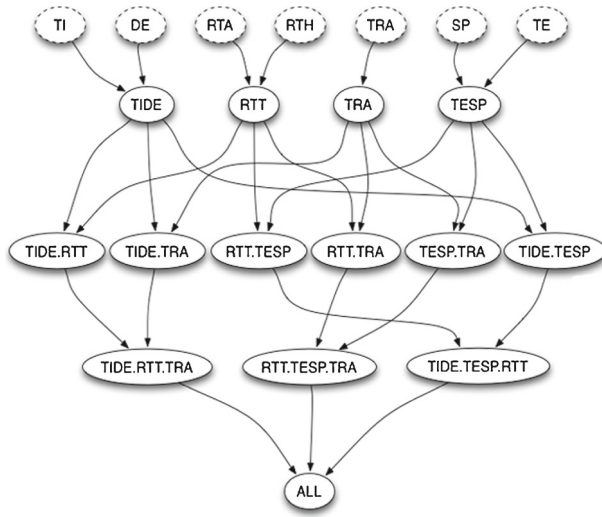 TI DE RTA RTH TRA SP TE
TIDE RTT TRA TESP
TIDE.RTT TIDE.TRA RTT.TESP RTT.TRA TESP.TRA TIDE.TESP
TIDE.RTT.TRA RTT.TESP.TRA TIDE.TESP.RTT
ALL